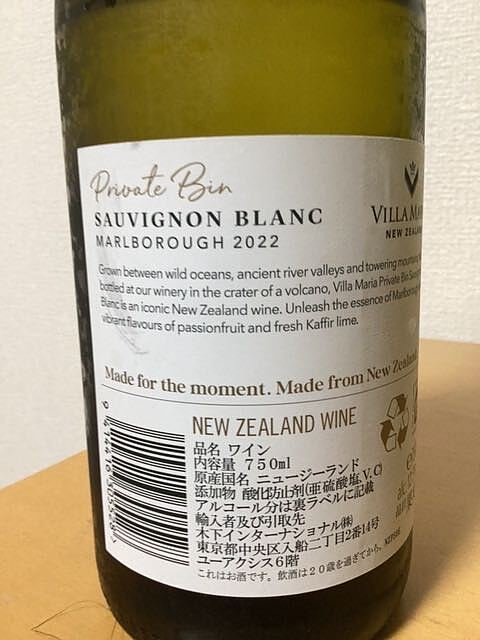 Private Bin
SAUVIGNON BLANC
MARLBOROUGH 2022
VILLA MA
NEW ZEALAN
Grown between wild oceans, ancient river valleys and towering mountains
bottled at our winery in the crater of a volcano, Villa Maria Private Bin Sauv
Blanc is an iconic New Zealand wine. Unleash the essence of Marlborough
vibrant flavours of passionfruit and fresh Kaffir lime.
Made for the moment. Made from New Zealand.
NEW ZEALAND WINE
品名 ワイン
内容量 750ml
原産国名 ニュージーランド
添加物 酸化防止剤(亜硫酸塩、V.C)
アルコール分は裏ラベルに記載
輸入者及び引取先
木下インターナショナル㈱
東京都中央区入船二丁目2番14号
ユーアクシス6階
これはお酒です。飲酒は20歳を過ぎてから。